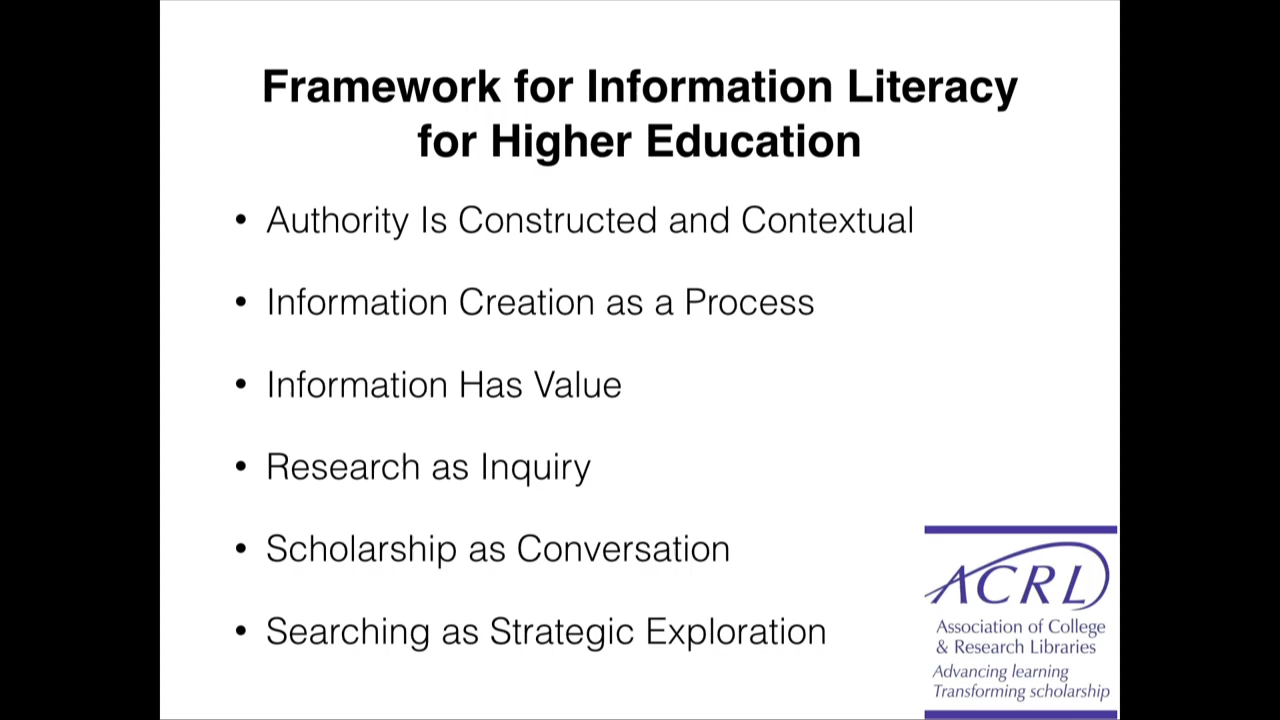 Framework for Information Literacy
for Higher Education
• Authority Is Constructed and Contextual
• Information Creation as a Process
• Information Has Value
• Research as Inquiry
• Scholarship as Conversation
• Searching as Strategic Exploration
ACRL
Association of College
& Research Libraries
Advancing learning
Transforming scholarship